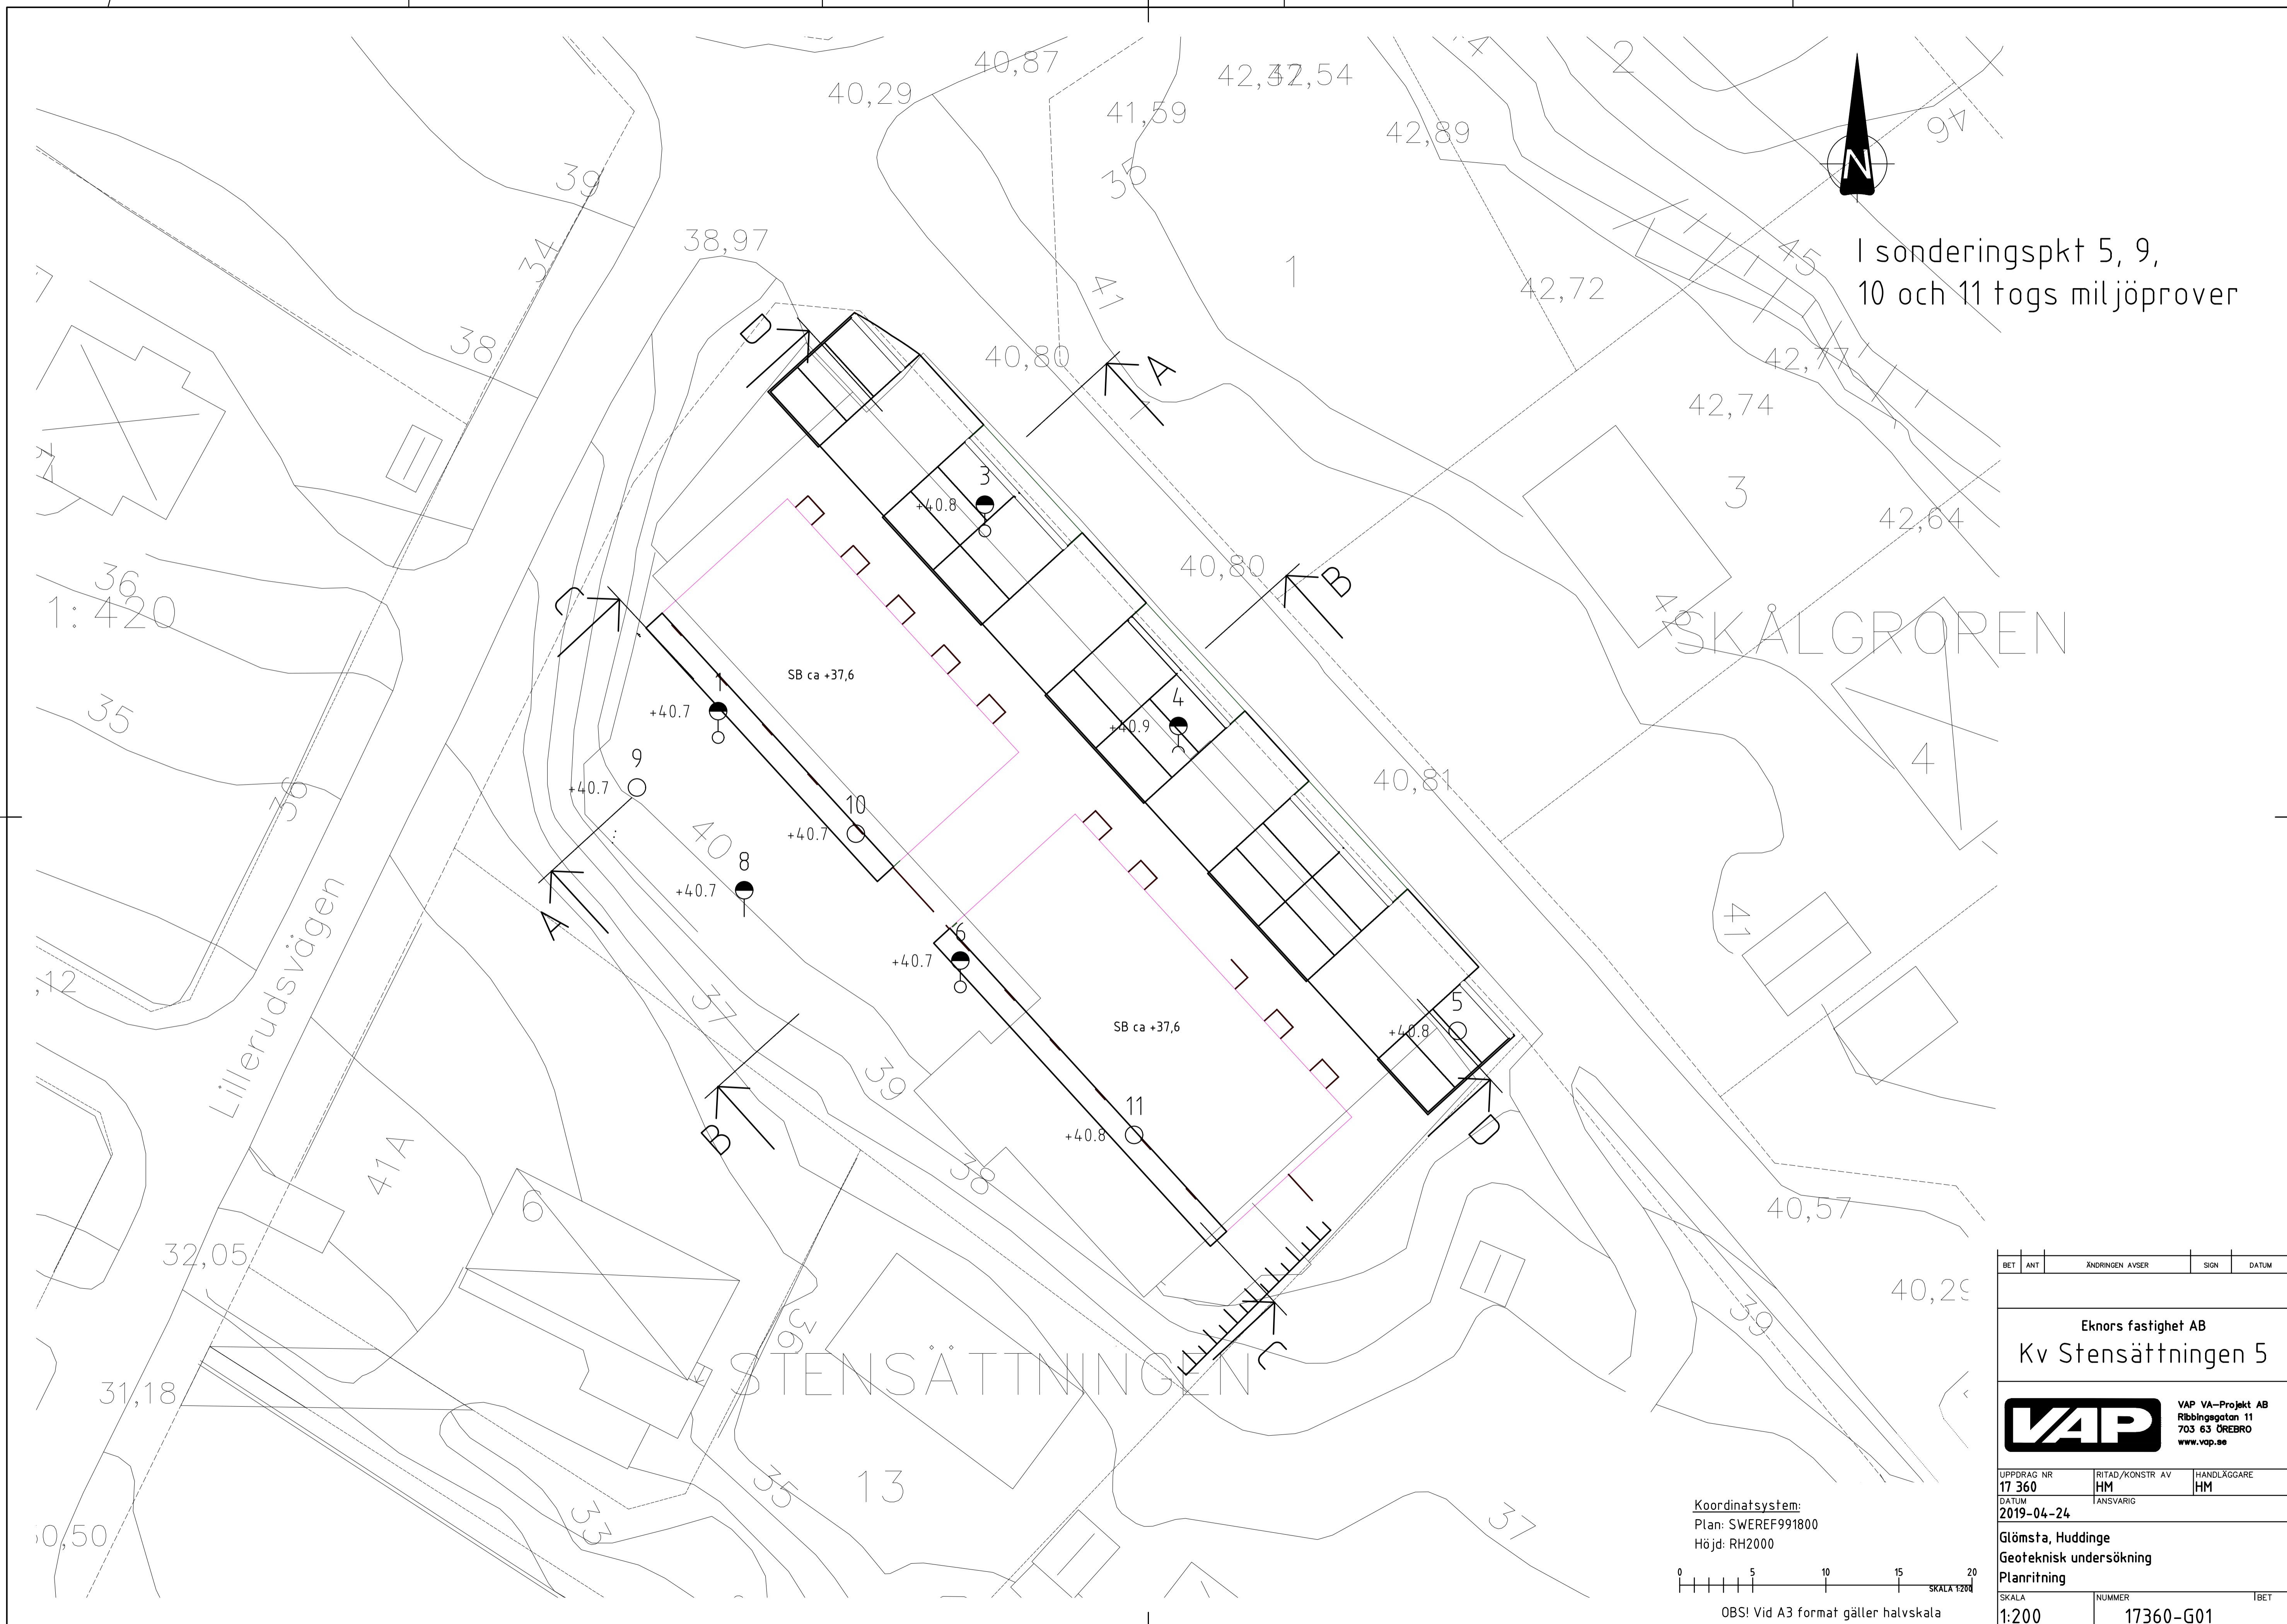 40,87
42,37
42,54
2
40,29
41,59
42,89
46
N
39
35
38,97
34
1
45
I sonderingspkt 5, 9,
10 och 11 togs miljöprover
42,72
41
D
38
40,80
A
42,77
42,74
3
+40.8
3
42,64
36
1:420
C
40,80
B
44
SKÅLGROPEN
SB ca +37,6
1
+40.7
35
4
+40.9
9
+40.7
36
10
+40.7
40
40,81
4
8
+40.7
A
41
6
+40.7
,12
37
Lillerudsvägen
SB ca +37,6
5
+40.8
39
11
+40.8
B
D
41A
38
6
32,05
40,57
40,29
39
36
C
STENSÄTTNINGEN
31,18
35
13
33
37
0,50
BET
ANT
ÄNDRINGEN AVSER
SIGN
DATUM
Eknors fastighet AB
Kv Stensättningen 5
VAP
VAP VA-Projekt AB
Ribbingsgatan 11
703 63 ÖREBRO
www.vap.se
UPPDRAG NR
RITAD/KONSTR AV
HANDLÄGGARE
17 360
HM
HM
DATUM
ANSVARIG
2019-04-24
Glömsta, Huddinge
Geoteknisk undersökning
Planritning
SKALA
NUMMER
BET
1:200
17360-G01
Koordinatsystem:
Plan: SWEREF991800
Höjd: RH2000
0 5 10 15 20
SKALA 1:200
OBS! Vid A3 format gäller halvskala